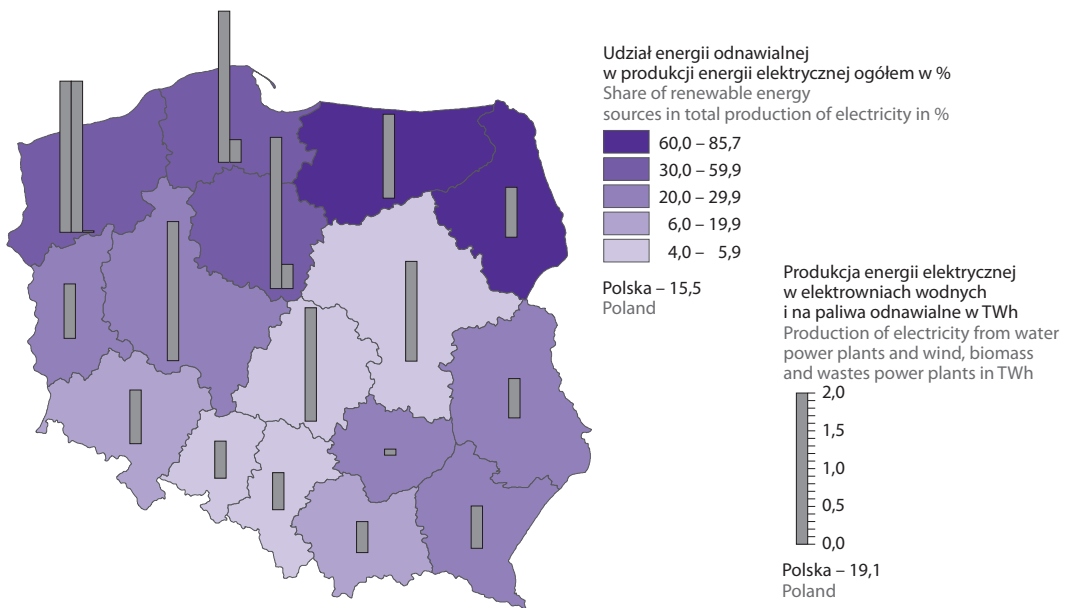 Udział energii odnawialnej
w produkcji energii elektrycznej ogółem w %
Share of renewable energy
sources in total production of electricity in %
60,0 – 85,7
30,0 – 59,9
20,0 – 29,9
6,0 – 19,9
4,0 – 5,9
Polska – 15,5
Poland
Produkcja energii elektrycznej
w elektrowniach wodnych
i na paliwa odnawialne w TWh
Production of electricity from water
power plants and wind, biomass
and wastes power plants in TWh
2,0
1,5
1,0
0,5
0,0
Polska – 19,1
Poland